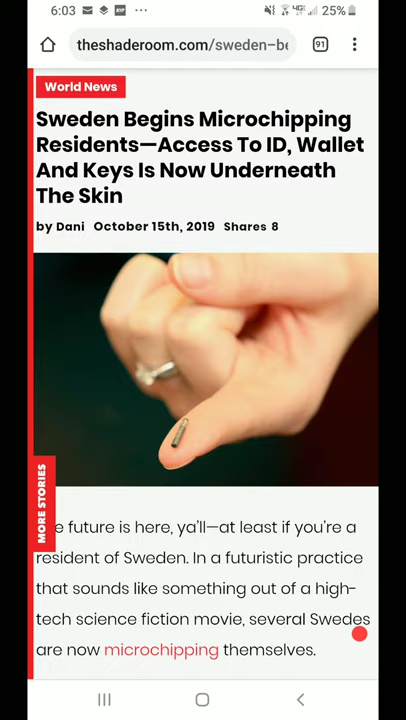 6:03 25%
theshaderoom.com/sweden-be 91
World News
Sweden Begins Microchipping
Residents—Access To ID, Wallet
And Keys Is Now Underneath
The Skin
by Dani October 15th, 2019 Shares 8
MORE STORIES
e future is here, ya'll—at least if you're a
resident of Sweden. In a futuristic practice
that sounds like something out of a high-
tech science fiction movie, several Swedes
are now microchipping themselves.